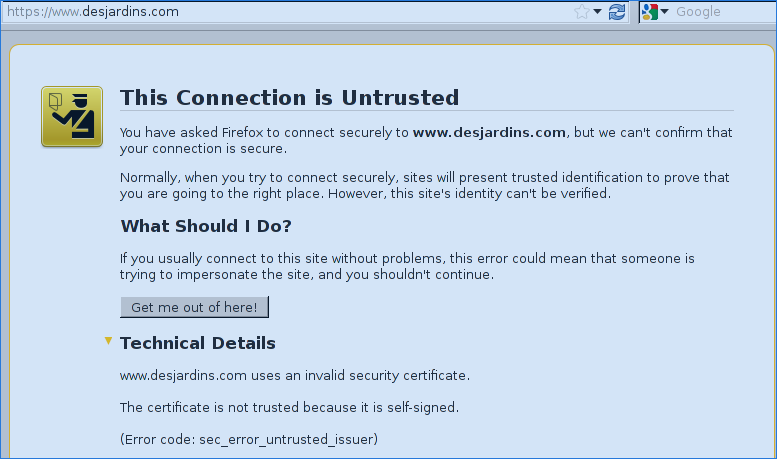 https://www.desjardins.com
Google
This Connection is Untrusted
You have asked Firefox to connect securely to www.desjardins.com, but we can't confirm that
your connection is secure.
Normally, when you try to connect securely, sites will present trusted identification to prove that
you are going to the right place. However, this site's identity can't be verified.
What Should I Do?
If you usually connect to this site without problems, this error could mean that someone is
trying to impersonate the site, and you shouldn't continue.
Get me out of here!
Technical Details
www.desjardins.com uses an invalid security certificate.
The certificate is not trusted because it is self-signed.
(Error code: sec_error_untrusted_issuer)